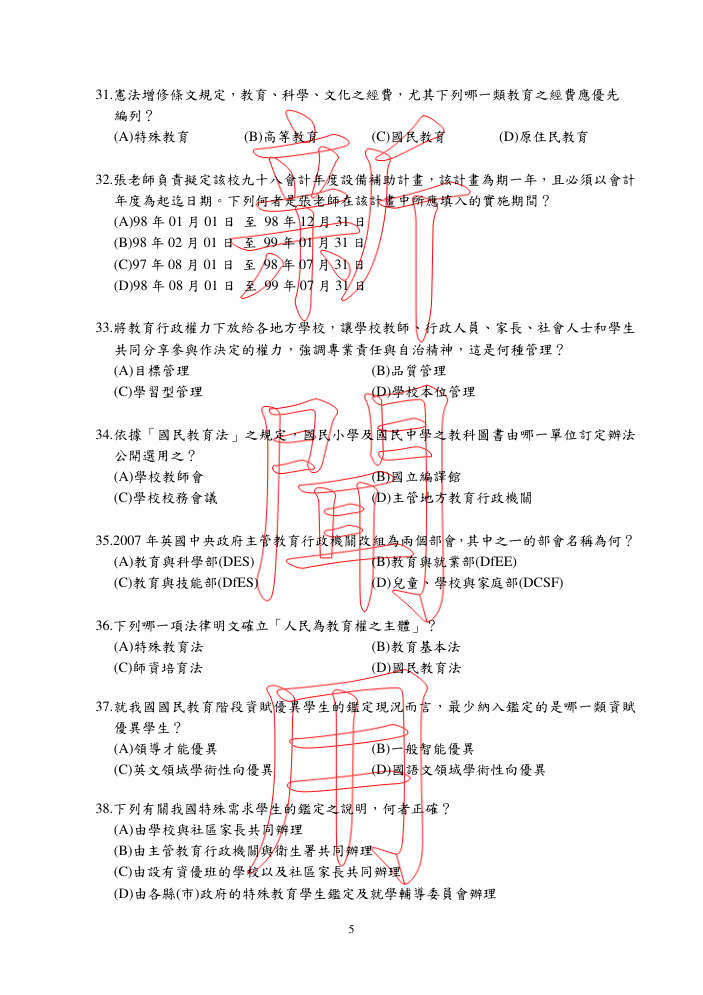 31.憲法增修條文規定，教育、科學、文化之經費，尤其下列哪一類教育之經費應優先
編列？
(A)特殊教育 (B)高等教育 (C)國民教育 (D)原住民教育
32.張老師負責擬定該校九十八會計年度設備補助計畫，該計畫為期一年，且必須以會計
年度為起迄日期。下列何者是張老師在該計畫中所應填入的實施期間？
(A)98 年 01 月 01 日 至 98 年 12 月 31 日
(B)98 年 02 月 01 日 至 99 年 01 月 31 日
(C)97 年 08 月 01 日 至 98 年 07 月 31 日
(D)98 年 08 月 01 日 至 99 年 07 月 31 日
33.將教育行政權力下放給各地方學校，讓學校教師、行政人員、家長、社會人士和學生
共同分享參與作決定的權力，強調專業責任與自治精神，這是何種管理？
(A)目標管理 (B)品質管理
(C)學習型管理 (D)學校本位管理
34.依據「國民教育法」之規定，國民小學及國民中學之教科圖書由哪一單位訂定辦法
公開選用之？
(A)學校教師會 (B)國立編譯館
(C)學校校務會議 (D)主管地方教育行政機關
35.2007 年英國中央政府主管教育行政機關改組為兩個部會，其中之一的部會名稱為何？
(A)教育與科學部(DES) (B)教育與就業部(DfEE)
(C)教育與技能部(DfES) (D)兒童、學校與家庭部(DCSF)
36.下列哪一項法律明文確立「人民為教育權之主體」？
(A)特殊教育法 (B)教育基本法
(C)師資培育法 (D)國民教育法
37.就我國國民教育階段資賦優異學生的鑑定現況而言，最少納入鑑定的是哪一類資賦
優異學生？
(A)領導才能優異 (B)一般智能優異
(C)英文領域學術性向優異 (D)國語文領域學術性向優異
38.下列有關我國特殊需求學生的鑑定之說明，何者正確？
(A)由學校與社區家長共同辦理
(B)由主管教育行政機關與衛生署共同辦理
(C)由設有資優班的學校以及社區家長共同辦理
(D)由各縣(市)政府的特殊教育學生鑑定及就學輔導委員會辦理
5
新
聞
用